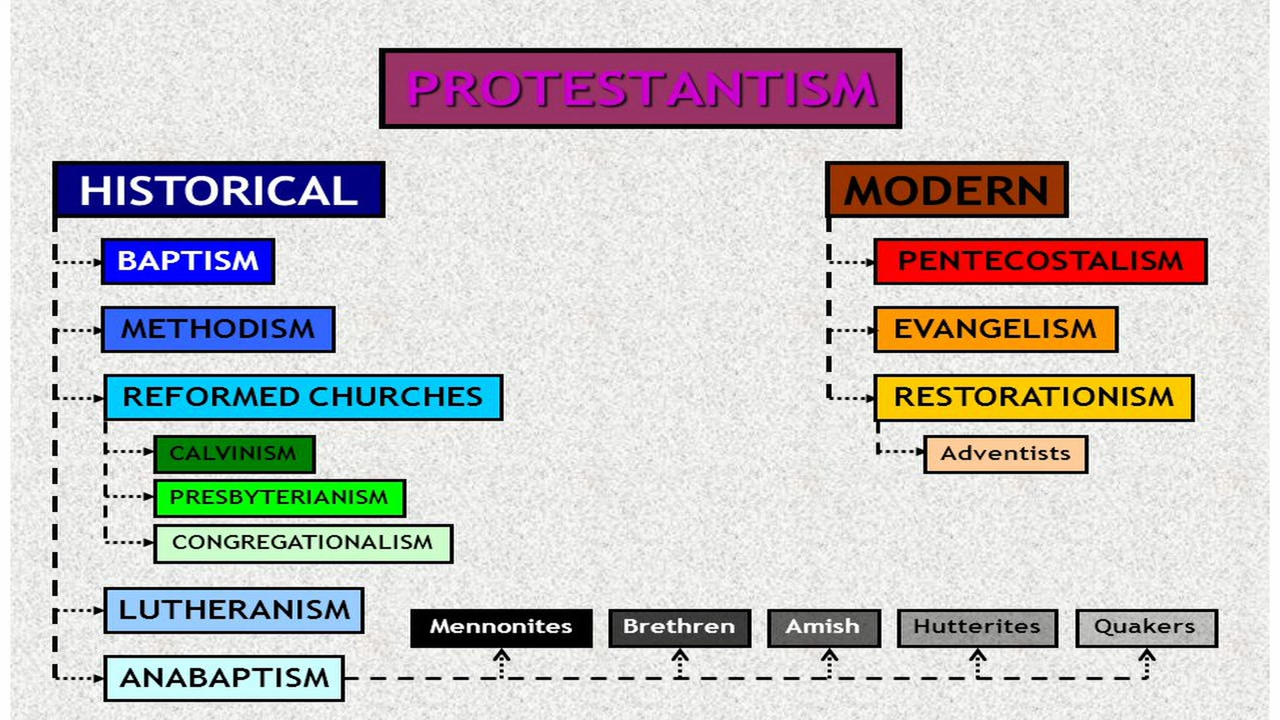 PROTESTANTISM
HISTORICAL
BAPTISM
METHODISM
REFORMED CHURCHES
CALVINISM
PRESBYTERIANISM
CONGREGATIONALISM
LUTHERANISM
ANABAPTISM
Mennonites
Brethren
Amish
Hutterites
Quakers
MODERN
PENTECOSTALISM
EVANGELISM
RESTORATIONISM
Adventists